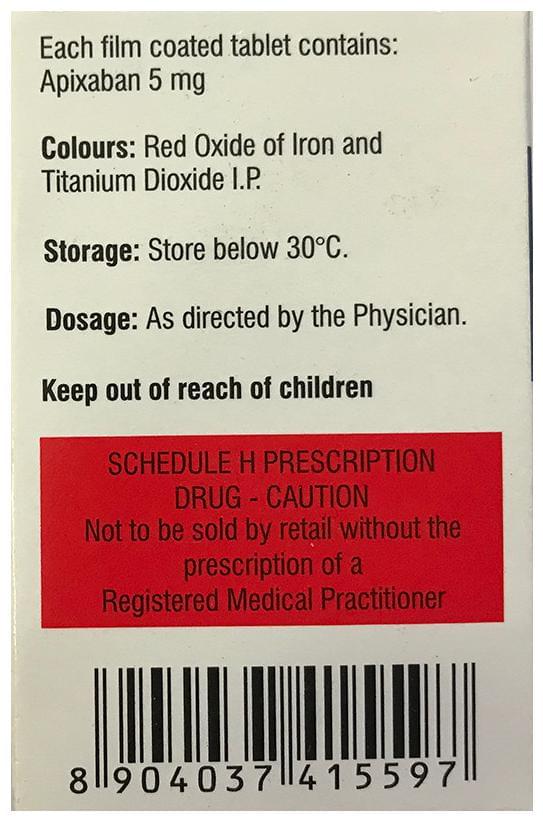 Each film coated tablet contains:
Apixaban 5 mg
Colours: Red Oxide of Iron and
Titanium Dioxide I.P.
Storage: Store below 30°C.
Dosage: As directed by the Physician.
Keep out of reach of children
SCHEDULE H PRESCRIPTION
DRUG - CAUTION
Not to be sold by retail without the
prescription of a
Registered Medical Practitioner
8 904037 415597